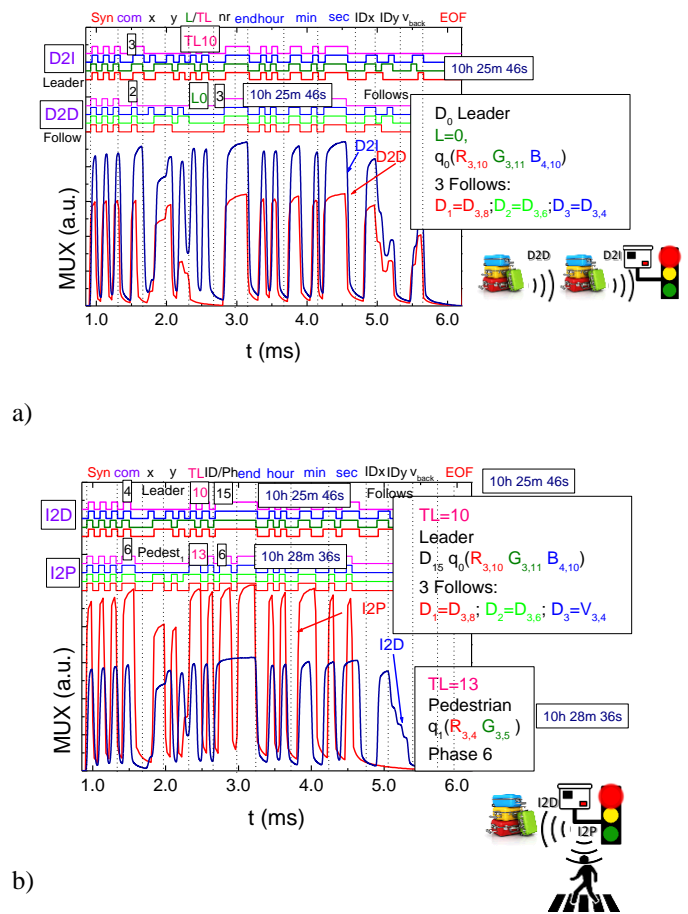 Syn com x y L/TL nr endhour min sec IDx IDy v back EOF
3
TL10
D2I
Leader
10h 25m 46s
2
L0
3
10h 25m 46s
Follows
D2D
Follow
D2I
D2D
D0 Leader
L=0,
q0(R3,10 G3,11 B4,10)
3 Follows:
D1=D3,8;D2=D3,6;D3=D3,4
MUX (a.u.)
D2D
D2I
1.0 2.0 3.1 4.1 5.0 6.0
t (ms)
a)
Syn com x y TL ID/Ph end hour min sec IDx IDy v back EOF
4 Leader 10 15 10h 25m 46s Follows
10h 25m 46s
I2D
6 Pedest1 13 6 10h 28m 36s
I2P
I2P
I2D
TL=10
Leader
D15 q0(R3,10 G3,11 B4,10)
3 Follows:
D1=D3,8; D2=D3,6; D3=V3,4
TL=13
Pedestrian
q1(R3,4 G3,5 )
Phase 6
10h 28m 36s
MUX (a.u.)
1.0 2.0 3.0 4.0 5.0 6.0
t (ms)
I2D
I2P
b)